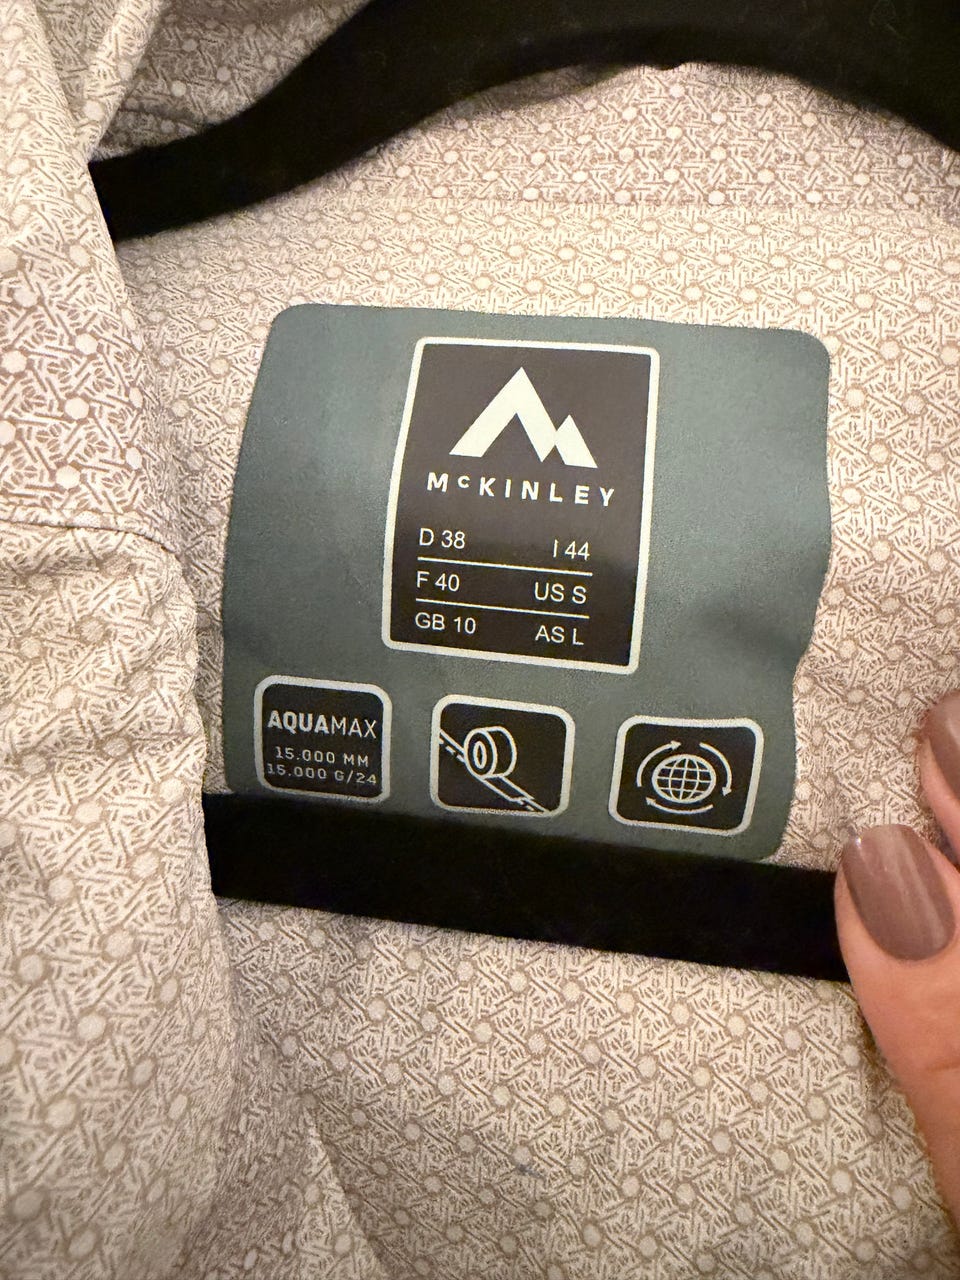 McKINLEY
D 38 I 44
F 40 US S
GB 10 AS L
AQUAMAX
15.000 MM
15.000 G/24